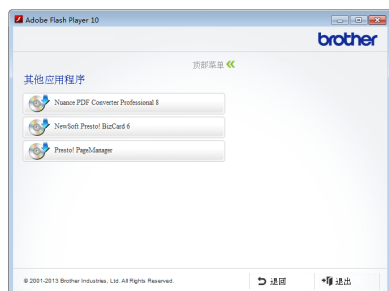 Adobe Flash Player 10
brother
顶部菜单
其他应用程序
Nuance PDF Converter Professional 8
NewSoft Presto! BizCard 6
Presto! PageManager
© 2001-2013 Brother Industries, Ltd. All Rights Reserved.
退回
退出